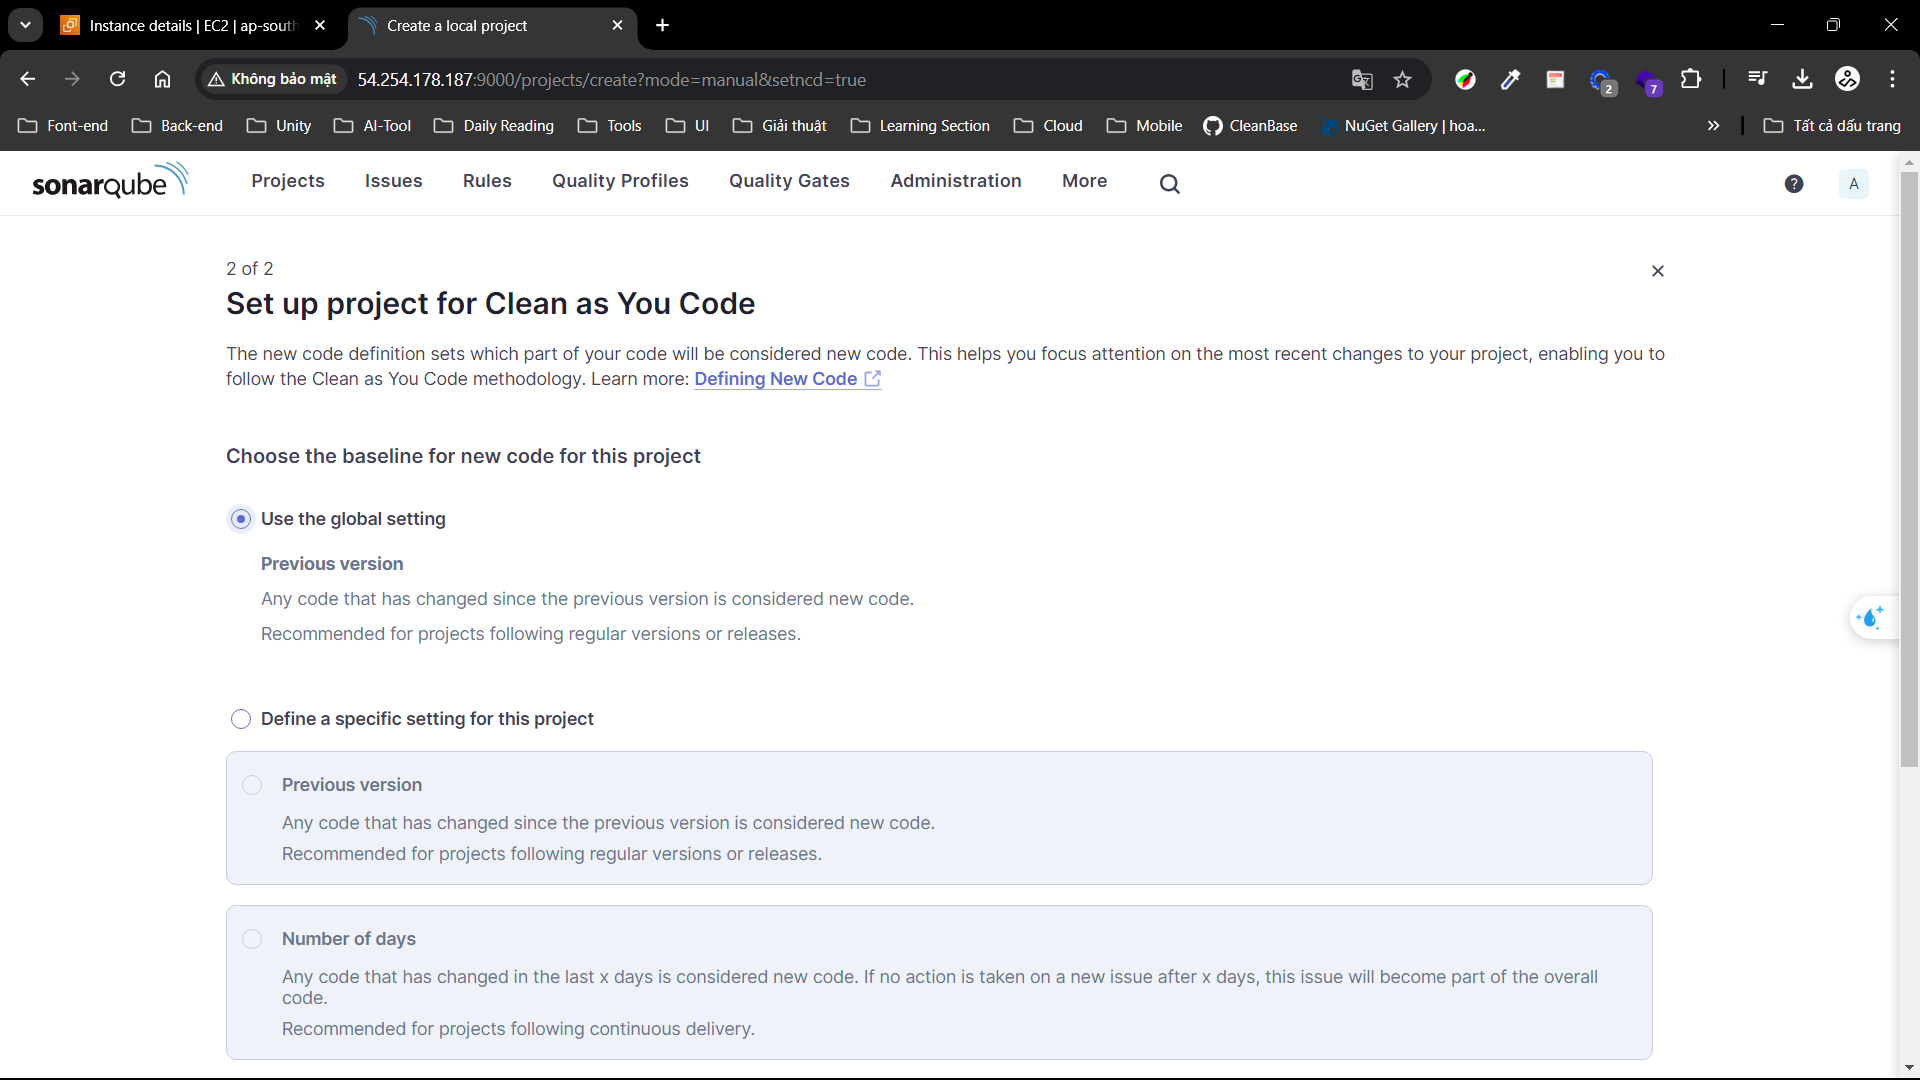 Instance details | EC2 | ap-south
Create a local project
Không bảo mật
54.254.178.187:9000/projects/create?mode=manual&setncd=true
2
7
Font-end
Back-end
Unity
AI-Tool
Daily Reading
Tools
UI
Giải thuật
Learning Section
Cloud
Mobile
CleanBase
NuGet Gallery | hoa...
Tất cả dấu trang
sonarqube
Projects
Issues
Rules
Quality Profiles
Quality Gates
Administration
More
?
A
2 of 2
Set up project for Clean as You Code
The new code definition sets which part of your code will be considered new code. This helps you focus attention on the most recent changes to your project, enabling you to
follow the Clean as You Code methodology. Learn more: Defining New Code
Choose the baseline for new code for this project
Use the global setting
Previous version
Any code that has changed since the previous version is considered new code.
Recommended for projects following regular versions or releases.
Define a specific setting for this project
Previous version
Any code that has changed since the previous version is considered new code.
Recommended for projects following regular versions or releases.
Number of days
Any code that has changed in the last x days is considered new code. If no action is taken on a new issue after x days, this issue will become part of the overall
code.
Recommended for projects following continuous delivery.